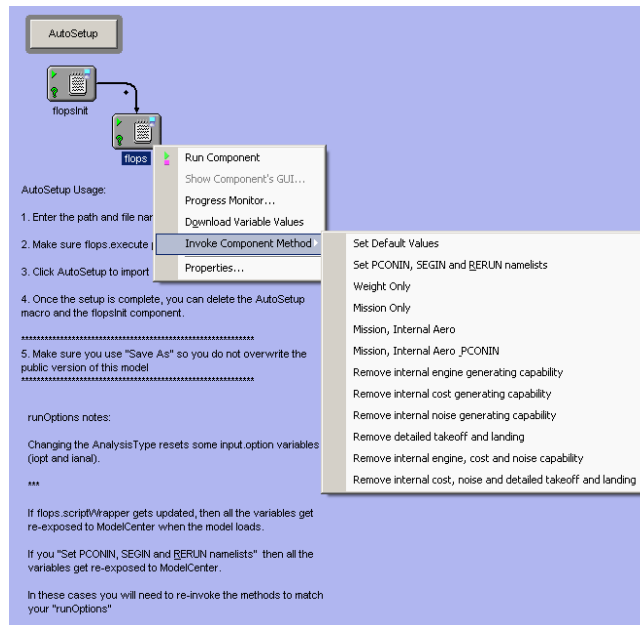 AutoSetup
flopsInit
flops
Run Component
Show Component's GUI...
Progress Monitor...
Download Variable Values
Invoke Component Method
Properties...
Set Default Values
Set PCONIN, SEGIN and RERUN namelists
Weight Only
Mission Only
Mission, Internal Aero
Mission, Internal Aero ,PCONIN
Remove internal engine generating capability
Remove internal cost generating capability
Remove internal noise generating capability
Remove detailed takeoff and landing
Remove internal engine, cost and noise capability
Remove internal cost, noise and detailed takeoff and landing
AutoSetup Usage:
1. Enter the path and file nar
2. Make sure flops.execute
3. Click AutoSetup to import
4. Once the setup is complete, you can delete the AutoSetup
macro and the flopsInit component.
************************************************************
5. Make sure you use "Save As" so you do not overwrite the
public version of this model
************************************************************
runOptions notes:
Changing the AnalysisType resets some input.option variables
(iopt and ianal).
***
If flops.scriptWrapper gets updated, then all the variables get
re-exposed to ModelCenter when the model loads.
If you "Set PCONIN, SEGIN and RERUN namelists" then all the
variables get re-exposed to ModelCenter.
In these cases you will need to re-invoke the methods to match
your "runOptions"